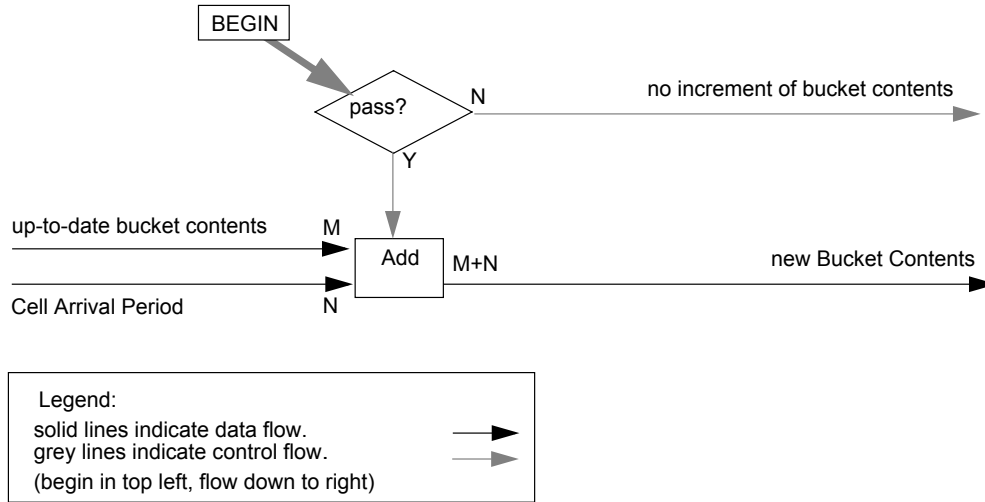 BEGIN
pass?
N
no increment of bucket contents
Y
up-to-date bucket contents
M
Add
M+N
new Bucket Contents
Cell Arrival Period
N
Legend:
solid lines indicate data flow.
grey lines indicate control flow.
(begin in top left, flow down to right)